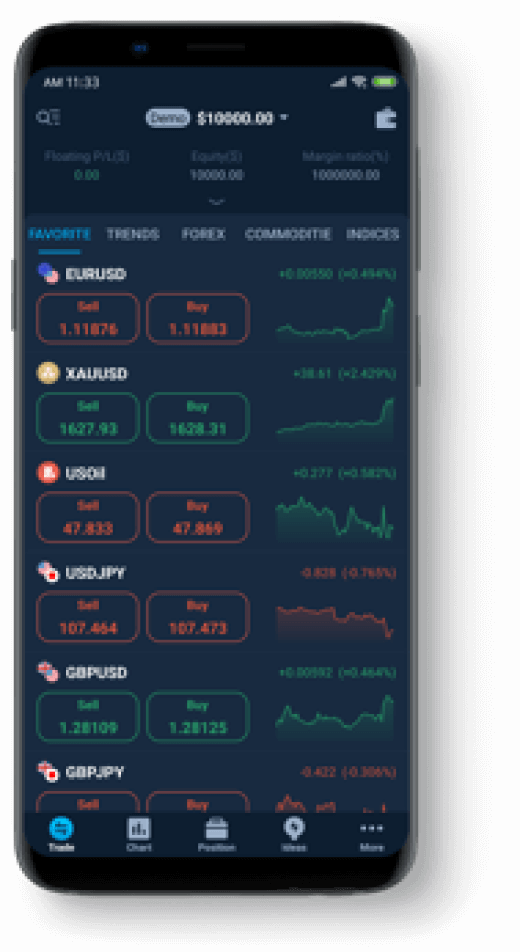 AM 11:33
Demo $10000.00
Floating P/L($) Equity($) Margin ratio(%)
0.00 10000.00 1000000.00
FAVORITE TRENDS FOREX COMMODITIE INDICES
EURUSD +0.00550 (+0.494%)
Sell Buy
1.11876 1.11883
XAUUSD +38.61 (+2.429%)
Sell Buy
1627.93 1628.31
USOil +0.277 (+0.582%)
Sell Buy
47.833 47.869
USDJPY -0.828 (-0.765%)
Sell Buy
107.464 107.473
GBPUSD +0.00592 (+0.464%)
Sell Buy
1.28109 1.28125
GBPJPY -0.422 (-0.306%)
Sell Buy
Trade Chart Position Ideas More